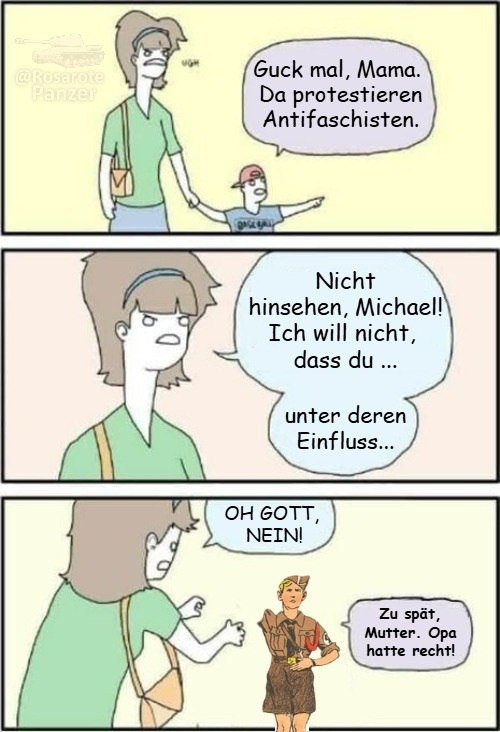 @Rosarote
Panzer
UGH
Guck mal, Mama.
Da protestieren
Antifaschisten.
BASEBALL
Nicht
hinsehen, Michael!
Ich will nicht,
dass du ...
unter deren
Einfluss...
OH GOTT,
NEIN!
Zu spät,
Mutter. Opa
hatte recht!